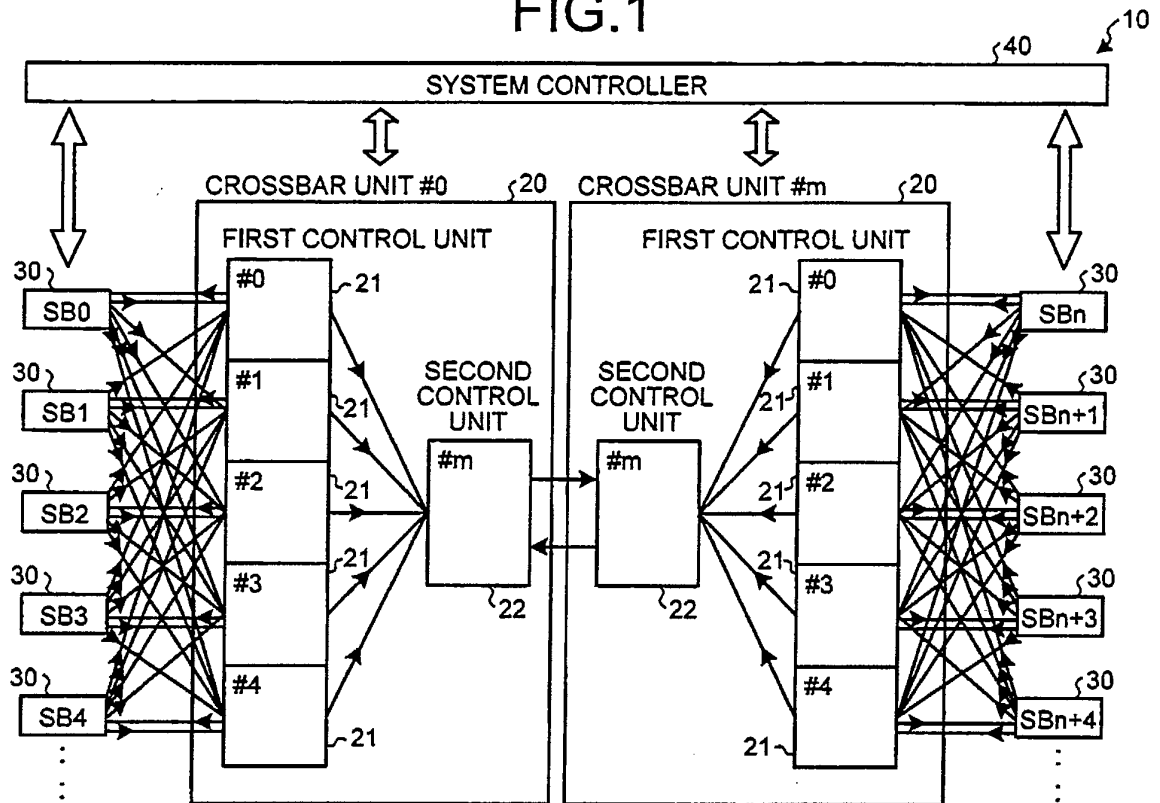 FIG.1
10
40
SYSTEM CONTROLLER
CROSSBAR UNIT #0
20
CROSSBAR UNIT #m
20
FIRST CONTROL UNIT
FIRST CONTROL UNIT
30
SB0
30
SB1
30
SB2
30
SB3
30
SB4
#0
21
#1
21
#2
21
#3
21
#4
21
SECOND
CONTROL
UNIT
#m
22
SECOND
CONTROL
UNIT
#m
22
#0
21
#1
21
#2
21
#3
21
#4
21
30
SBn
30
SBn+1
30
SBn+2
30
SBn+3
30
SBn+4